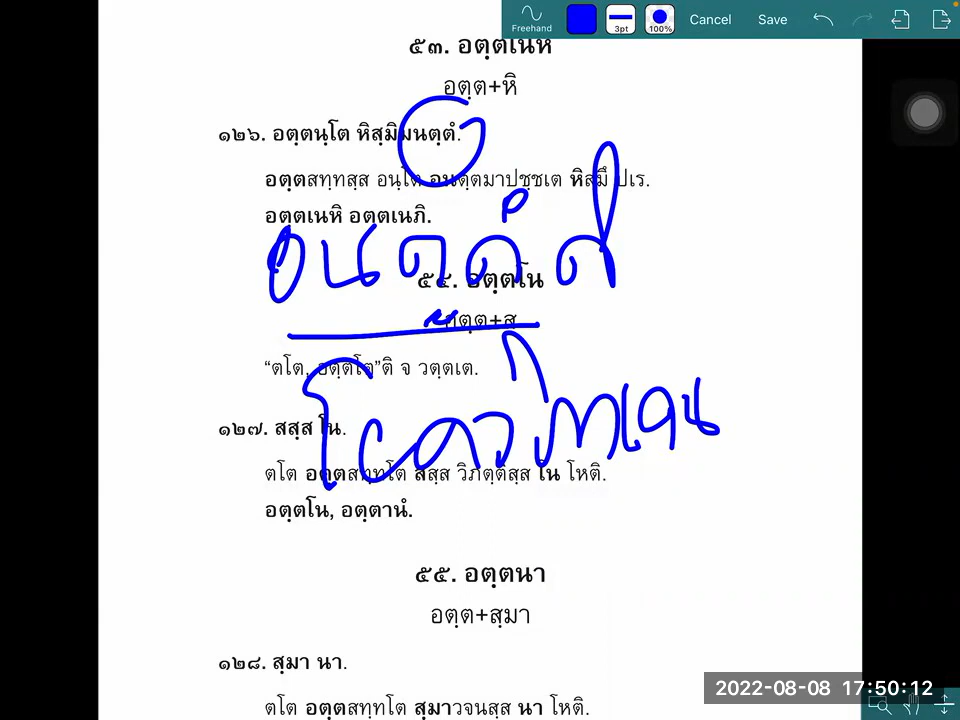 Freehand 3pt 100% Cancel Save
๕๓. อตฺตเนหิ
อตฺต+หิ
๑๒๖. อตฺตนฺโต หิสฺมิมนตฺตํ.
อตฺตสทฺทสฺส อนฺโต อนตฺตมาปชฺชเต หิสฺมึ ปเร.
อตฺตเนหิ อตฺตเนภิ.
๕๔. อตฺตโน
อตฺต+ส
“ตโต, อตฺตโต”ติ จ วตฺตเต.
๑๒๗. สสฺส โน.
ตโต อตฺตสทฺทโต สสฺส วิภตฺติสฺส โน โหติ.
อตฺตโน, อตฺตานํ.
๕๕. อตฺตนา
อตฺต+สฺมา
๑๒๘. สฺมา นา.
ตโต อตฺตสทฺทโต สฺมาวจนสฺส นา โหติ.
2022-08-08 17:50:12